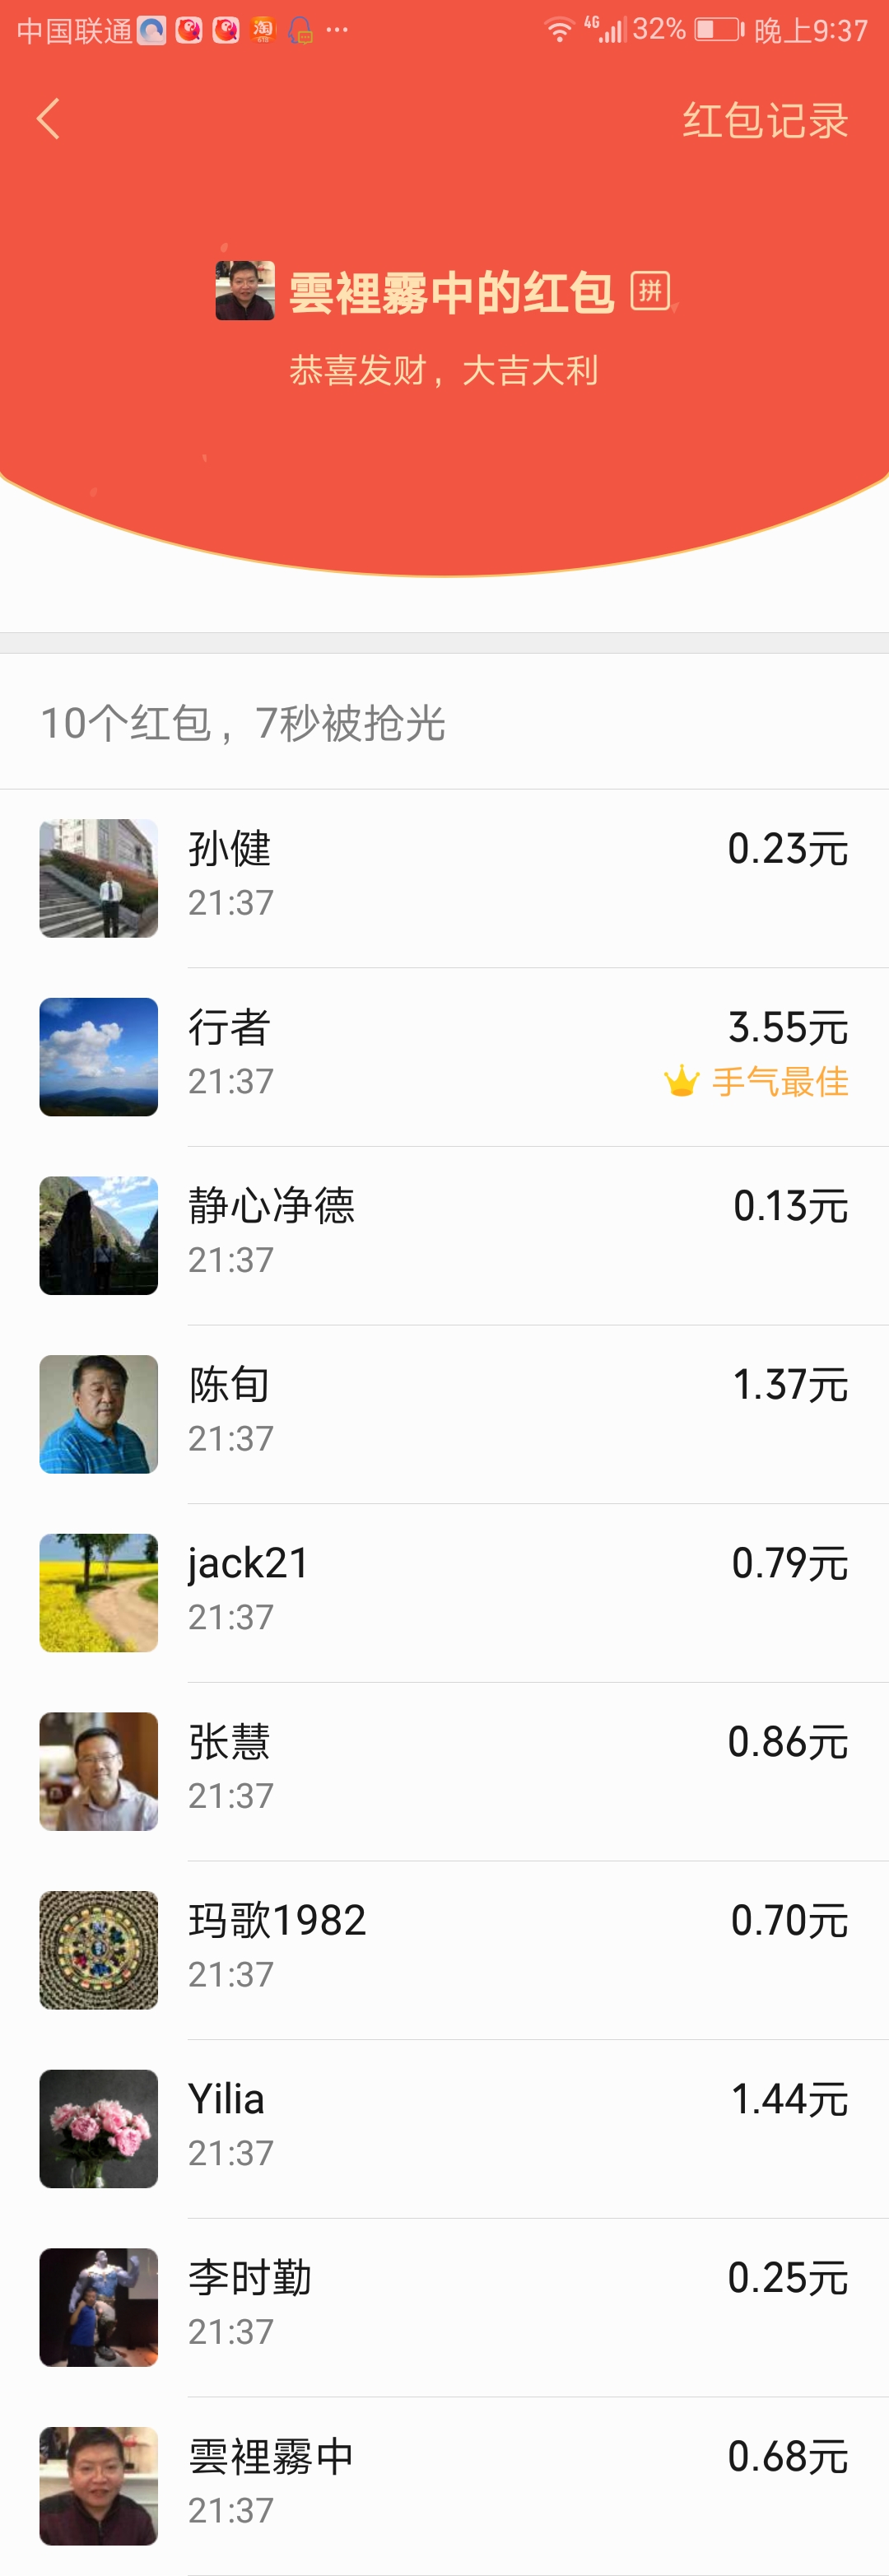 中国联通 淘 ··· 4G 32% 晚上9:37
红包记录
雲裡霧中的红包 拼
恭喜发财，大吉大利
10个红包，7秒被抢光
孙健 0.23元
21:37
行者 3.55元
21:37 手气最佳
静心净德 0.13元
21:37
陈旬 1.37元
21:37
jack21 0.79元
21:37
张慧 0.86元
21:37
玛歌1982 0.70元
21:37
Yilia 1.44元
21:37
李时勤 0.25元
21:37
雲裡霧中 0.68元
21:37